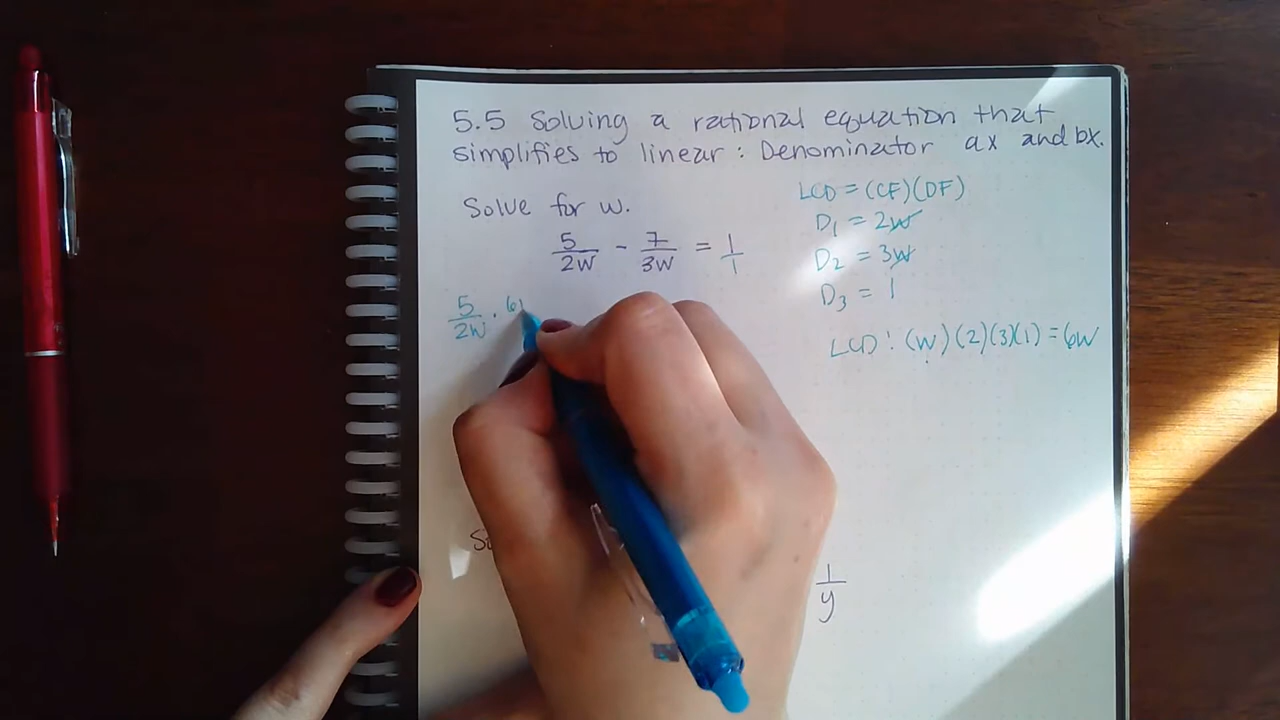 5.5 Solving a rational equation that
simplifies to linear : Denominator ax and bx.
Solve for w.
5/2w - 7/3w = 1/1
LCD = (CF)(DF)
D₁ = 2w
D₂ = 3w
D₃ = 1
LCD : (w)(2)(3)(1) = 6w
5/2w · 6
1/y